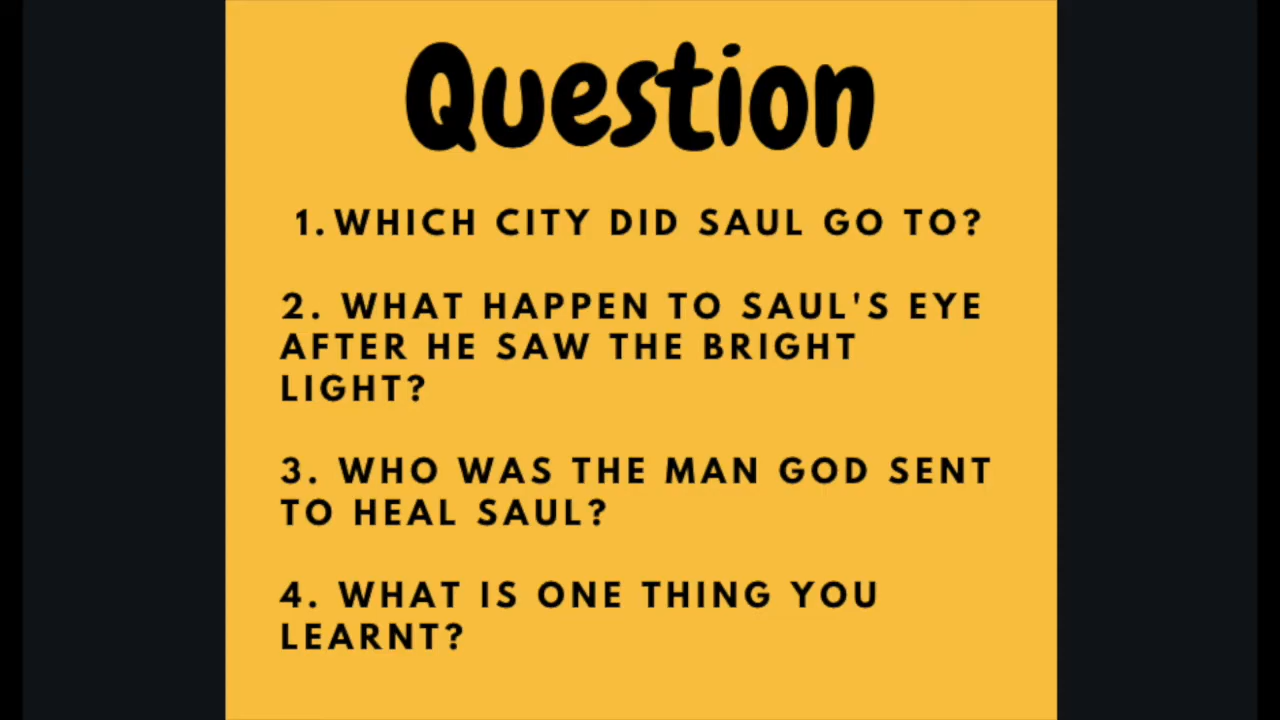 Question
1. WHICH CITY DID SAUL GO TO?
2. WHAT HAPPEN TO SAUL'S EYE
AFTER HE SAW THE BRIGHT
LIGHT?
3. WHO WAS THE MAN GOD SENT
TO HEAL SAUL?
4. WHAT IS ONE THING YOU
LEARNT?